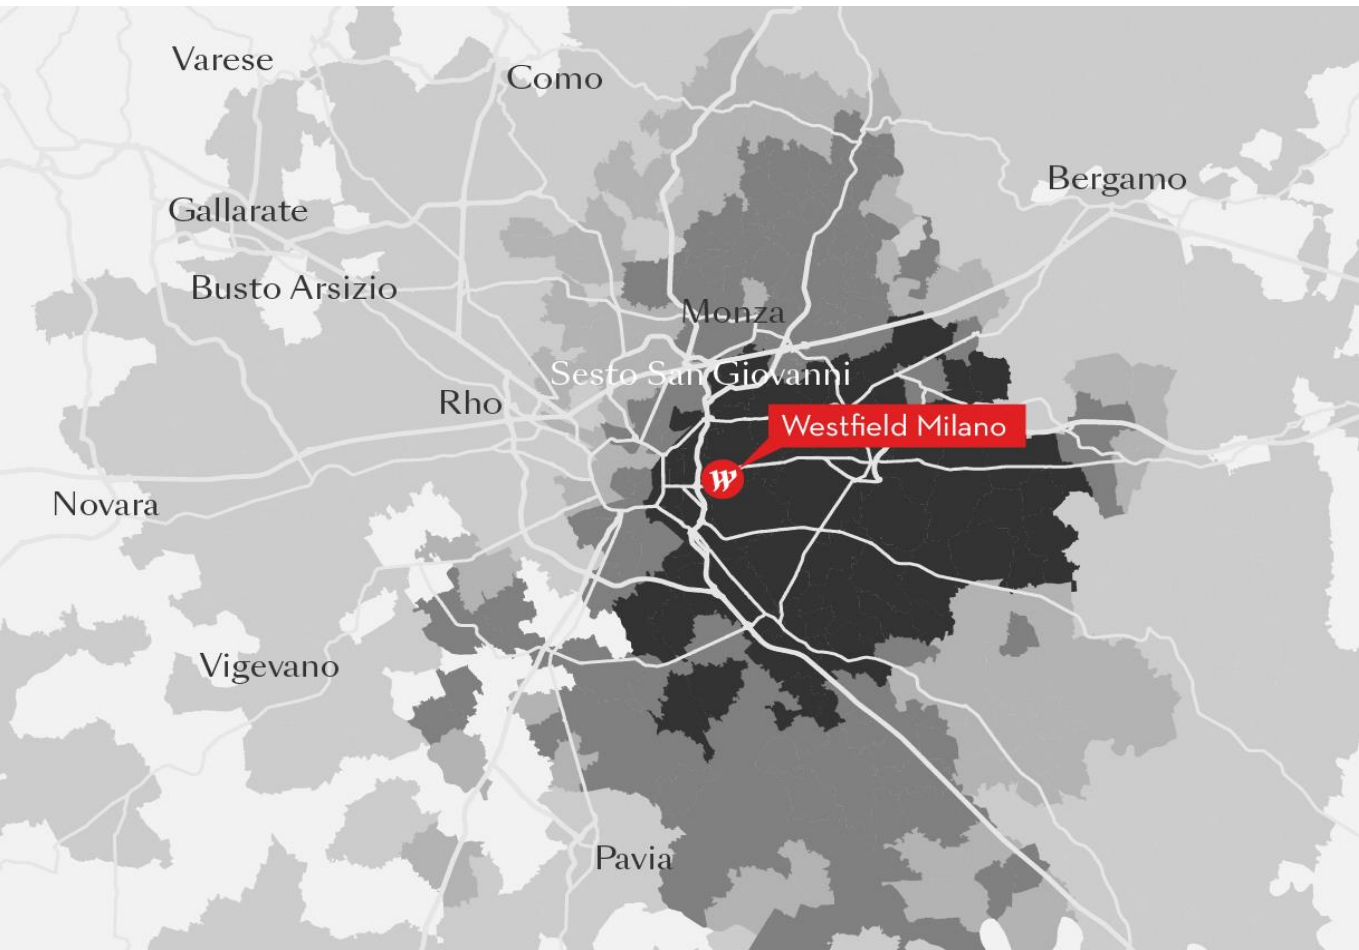 Varese
Como
Bergamo
Gallarate
Busto Arsizio
Monza
Sesto San Giovanni
Rho
Westfield Milano
W
Novara
Vigevano
Pavia